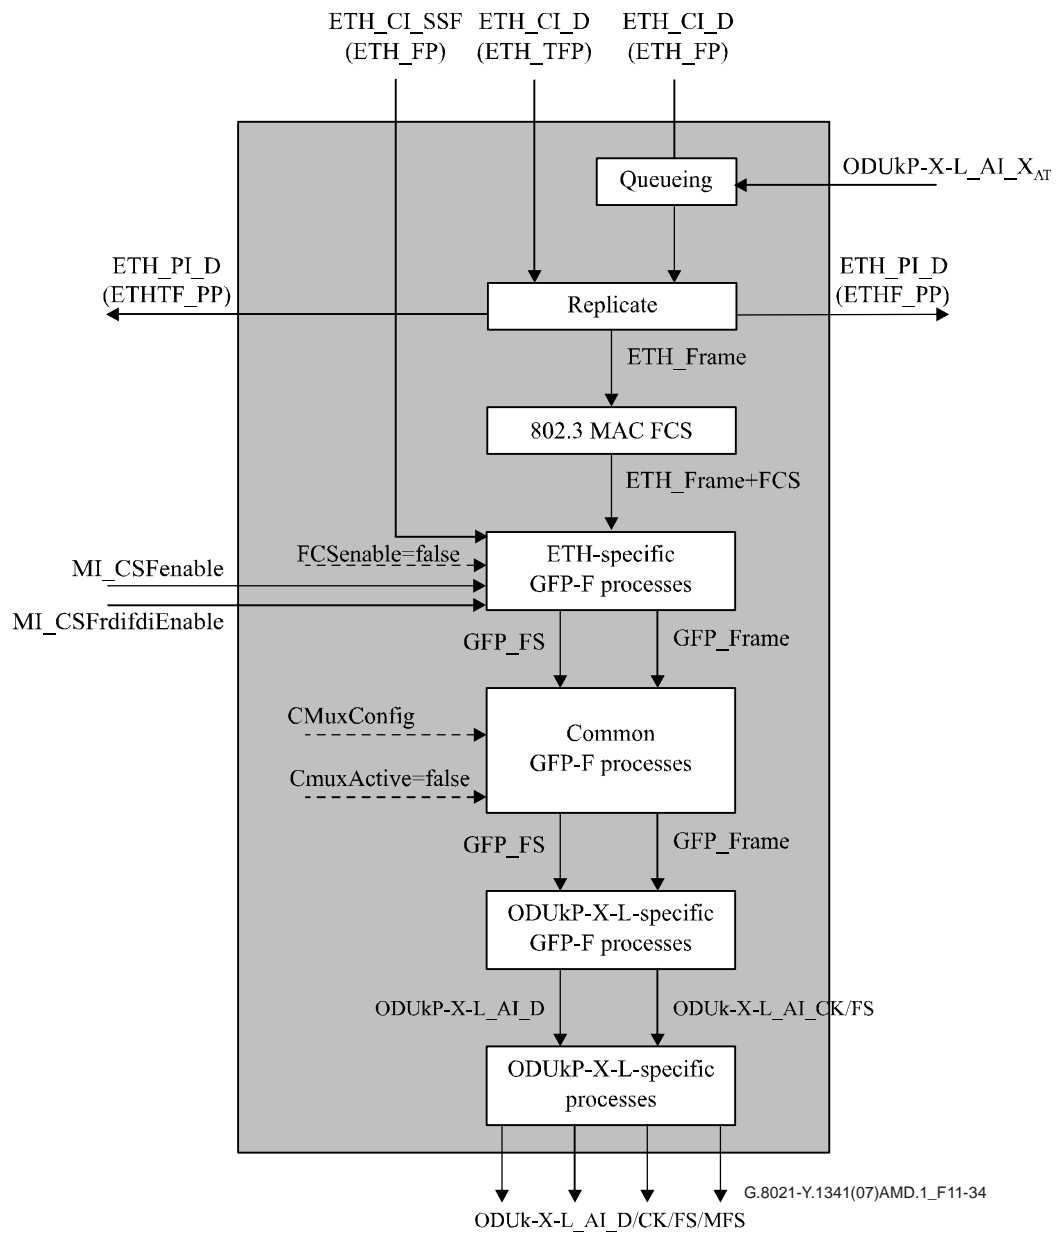 ETH_CI_SSF
(ETH_FP)
ETH_CI_D
(ETH_TFP)
ETH_CI_D
(ETH_FP)
Queueing
ODUkP-X-L_AI_X_AT
ETH_PI_D
(ETHTF_PP)
ETH_PI_D
(ETHF_PP)
Replicate
ETH_Frame
802.3 MAC FCS
ETH_Frame+FCS
FCSenable=false
ETH-specific
GFP-F processes
MI_CSFenable
MI_CSFrdifdiEnable
GFP_FS
GFP_Frame
CMuxConfig
Common
GFP-F processes
CmuxActive=false
GFP_FS
GFP_Frame
ODUkP-X-L-specific
GFP-F processes
ODUkP-X-L_AI_D
ODUk-X-L_AI_CK/FS
ODUkP-X-L-specific
processes
G.8021-Y.1341(07)AMD.1_F11-34
ODUk-X-L_AI_D/CK/FS/MFS